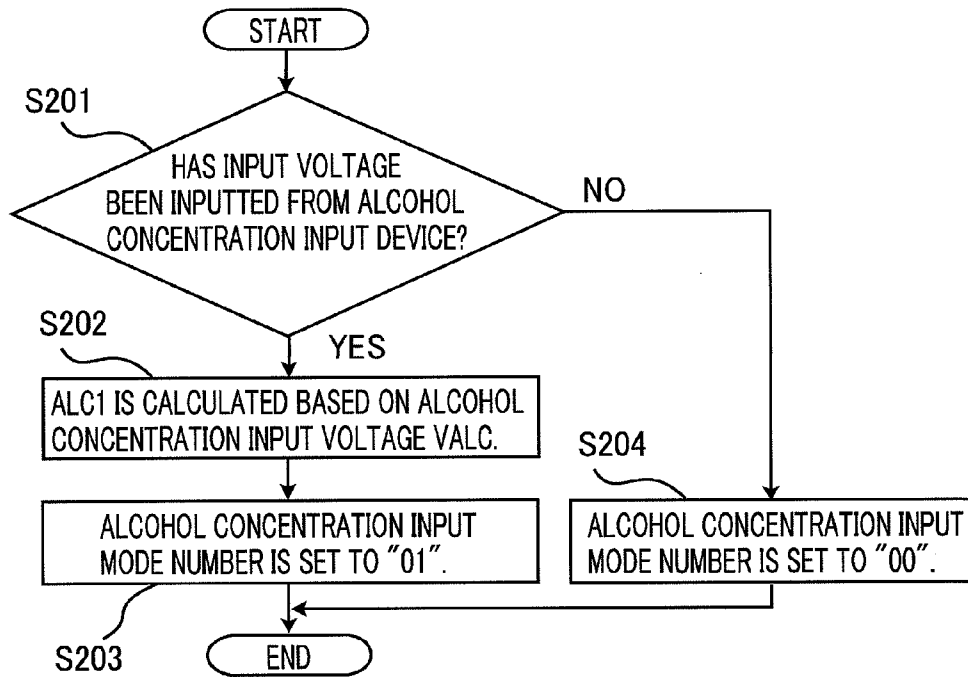 START
S201
HAS INPUT VOLTAGE
BEEN INPUTTED FROM ALCOHOL
CONCENTRATION INPUT DEVICE?
NO
S202
YES
ALC1 IS CALCULATED BASED ON ALCOHOL
CONCENTRATION INPUT VOLTAGE VALC.
S204
ALCOHOL CONCENTRATION INPUT
MODE NUMBER IS SET TO "01".
ALCOHOL CONCENTRATION INPUT
MODE NUMBER IS SET TO "00".
S203
END